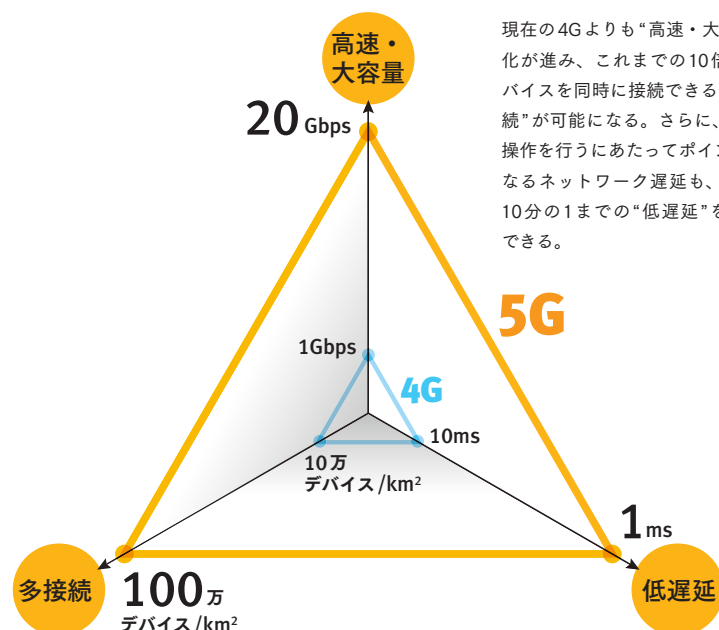 高速・
大容量
現在の4Gよりも“高速・大
化が進み、これまでの10倍
バイスを同時に接続できる
続”が可能になる。さらに、
操作を行うにあたってポイン
なるネットワーク遅延も、
10分の1までの“低遅延”を
できる。
20 Gbps
5G
1Gbps
4G
10ms
10万
デバイス/km²
1 ms
多接続
100万
デバイス/km²
低遅延